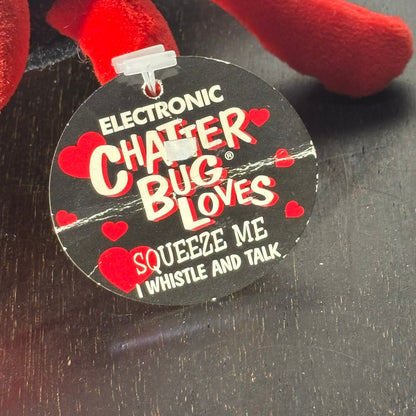 ELECTRONIC
CHATTER
BUG®
LOVES
SQUEEZE ME
I WHISTLE AND TALK